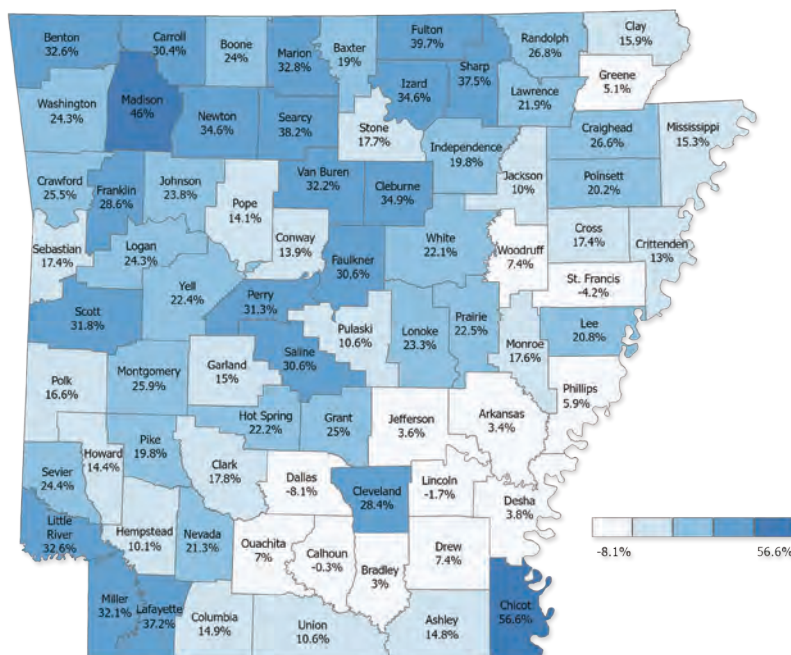 Benton
32.6%
Carroll
30.4%
Boone
24%
Marion
32.8%
Baxter
19%
Fulton
39.7%
Sharp
37.5%
Randolph
26.8%
Clay
15.9%
Greene
5.1%
Izard
34.6%
Lawrence
21.9%
Washington
24.3%
Madison
46%
Newton
34.6%
Searcy
38.2%
Stone
17.7%
Independence
19.8%
Jackson
10%
Craighead
26.6%
Mississippi
15.3%
Poinsett
20.2%
Crawford
25.5%
Franklin
28.6%
Johnson
23.8%
Pope
14.1%
Van Buren
32.2%
Cleburne
34.9%
Conway
13.9%
White
22.1%
Woodruff
7.4%
Cross
17.4%
Crittenden
13%
Sebastian
17.4%
Logan
24.3%
Yell
22.4%
Faulkner
30.6%
St. Francis
-4.2%
Scott
31.8%
Perry
31.3%
Pulaski
10.6%
Lonoke
23.3%
Prairie
22.5%
Monroe
17.6%
Lee
20.8%
Saline
30.6%
Garland
15%
Polk
16.6%
Montgomery
25.9%
Phillips
5.9%
Hot Spring
22.2%
Grant
25%
Jefferson
3.6%
Arkansas
3.4%
Howard
14.4%
Pike
19.8%
Clark
17.8%
Sevier
24.4%
Dallas
-8.1%
Cleveland
28.4%
Lincoln
-1.7%
Desha
3.8%
Little
River
32.6%
Hempstead
10.1%
Nevada
21.3%
Ouachita
7%
Calhoun
-0.3%
Bradley
3%
Drew
7.4%
-8.1%
56.6%
Miller
32.1%
Lafayette
37.2%
Columbia
14.9%
Union
10.6%
Ashley
14.8%
Chicot
56.6%